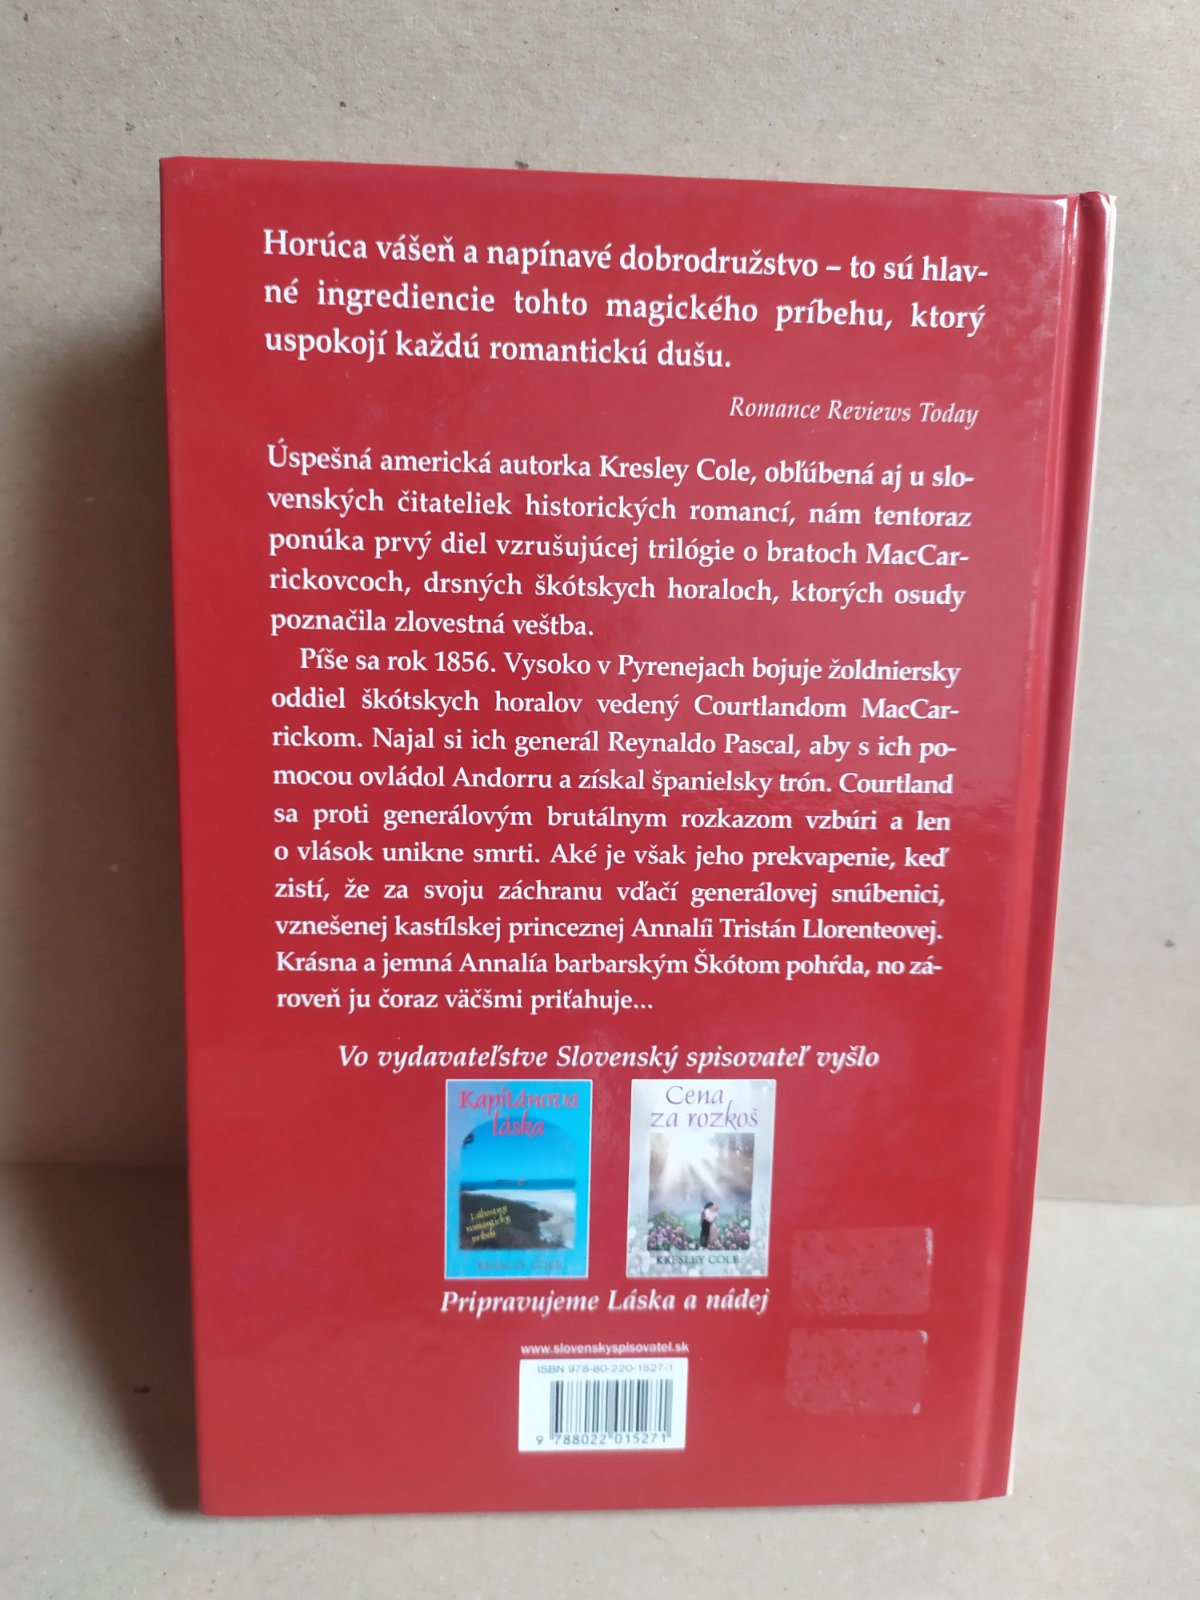 Horúca vášeň a napínavé dobrodružstvo – to sú hlav-
né ingrediencie tohto magického príbehu, ktorý
uspokojí každú romantickú dušu.
Romance Reviews Today
Úspešná americká autorka Kresley Cole, obľúbená aj u slo-
venských čitateliek historických romancí, nám tentoraz
ponúka prvý diel vzrušujúcej trilógie o bratoch MacCar-
rickovcoch, drsných škótskych horaloch, ktorých osudy
poznačila zlovestná veštba.
Píše sa rok 1856. Vysoko v Pyrenejach bojuje žoldniersky
oddiel škótskych horalov vedený Courtlandom MacCar-
rickom. Najal si ich generál Reynaldo Pascal, aby s ich po-
mocou ovládol Andorru a získal španielsky trón. Courtland
sa proti generálovým brutálnym rozkazom vzbúri a len
o vlások unikne smrti. Aké je však jeho prekvapenie, keď
zistí, že za svoju záchranu vďačí generálovej snúbenici,
vznešenej kastílskej princeznej Annalíi Tristán Llorenteovej.
Krásna a jemná Annalía barbarským Škótom pohŕda, no zá-
roveň ju čoraz väčšmi priťahuje...
Vo vydavateľstve Slovenský spisovateľ vyšlo
Kapitánova
láska
Ľúbostný
romantický
príbeh
KRESLEY COLE
Cena
za rozkoš
KRESLEY COLE
Pripravujeme Láska a nádej
www.slovenskyspisovatel.sk
ISBN 978-80-220-1527-1
9 788022 015271